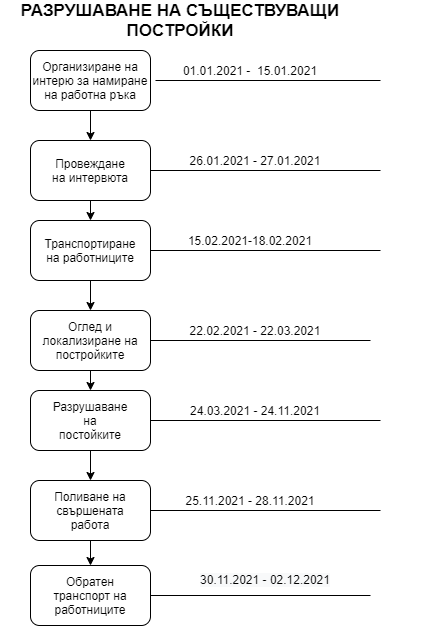 РАЗРУШАВАНЕ НА СЪЩЕСТВУВАЩИ
ПОСТРОЙКИ
Организиране на
интерю за намиране
на работна ръка
01.01.2021 - 15.01.2021
Провеждане
на интервюта
26.01.2021 - 27.01.2021
Транспортиране
на работниците
15.02.2021-18.02.2021
Оглед и
локализиране на
постройките
22.02.2021 - 22.03.2021
Разрушаване
на
постойките
24.03.2021 - 24.11.2021
Поливане на
свършената
работа
25.11.2021 - 28.11.2021
Обратен
транспорт на
работниците
30.11.2021 - 02.12.2021